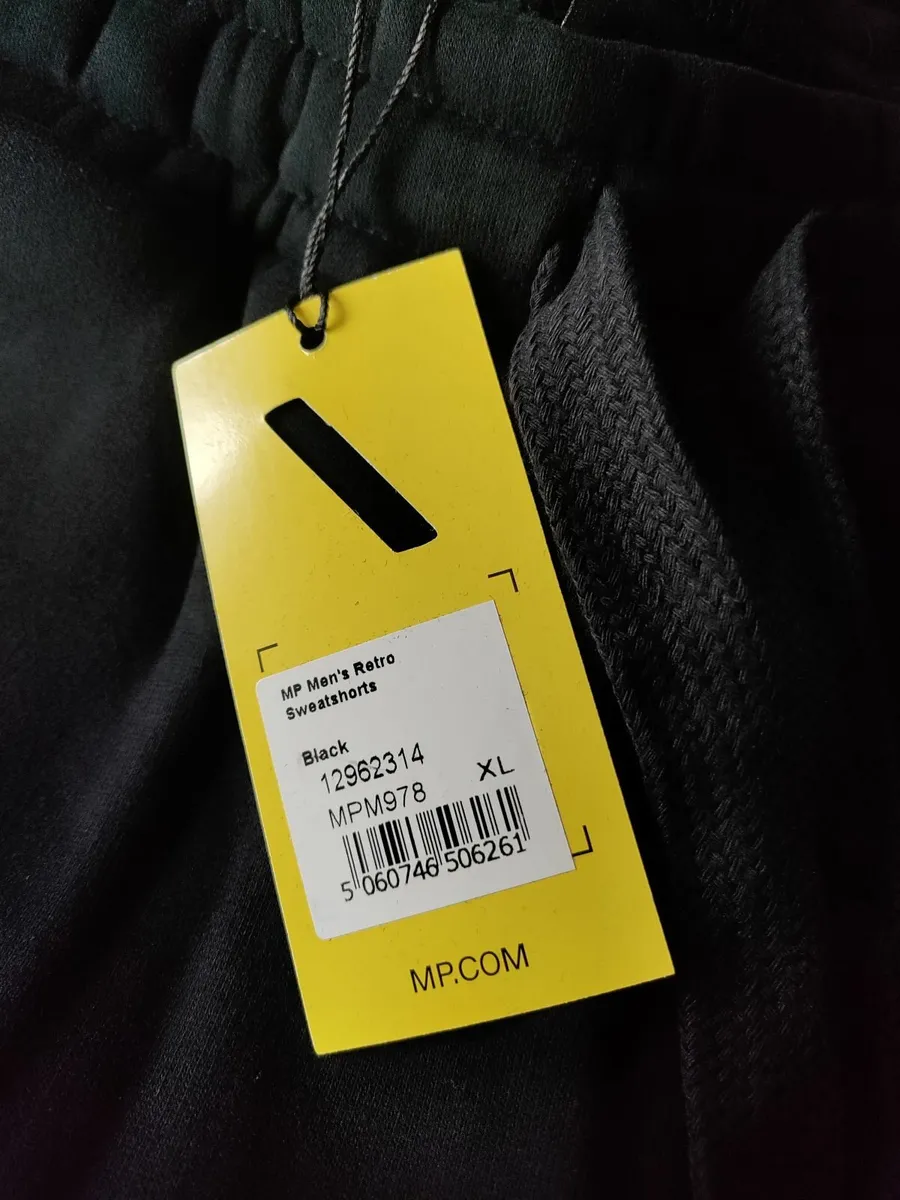 MP Men's Retro
Sweatshorts
Black
12962314
MPM978 XL
5 060746 506261
MP.COM